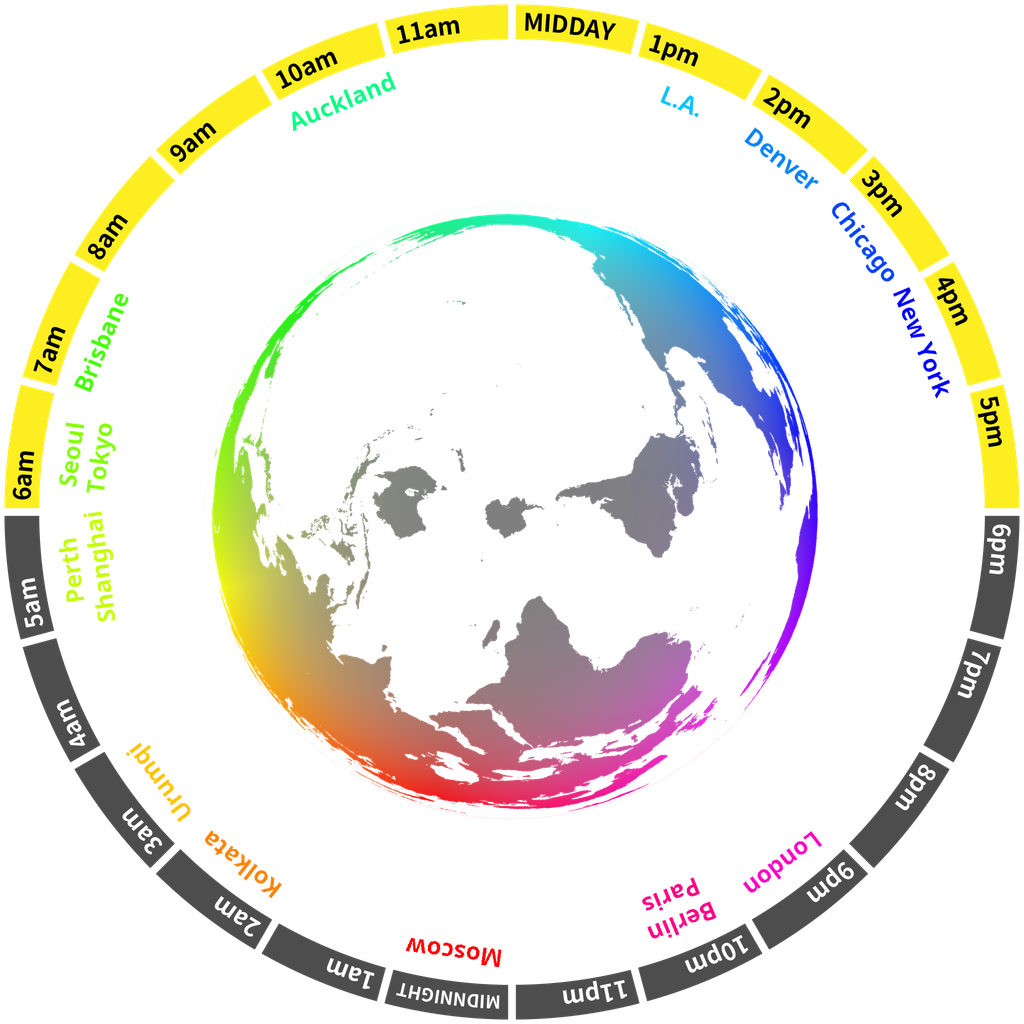 MIDDAY
1pm
2pm
3pm
4pm
5pm
6pm
7pm
8pm
9pm
10pm
11pm
MIDNNIGHT
1am
2am
3am
4am
5am
6am
7am
8am
9am
10am
11am
L.A.
Denver
Chicago
New York
London
Paris
Berlin
Moscow
Kolkata
Urumqi
Perth
Shanghai
Seoul
Tokyo
Brisbane
Auckland